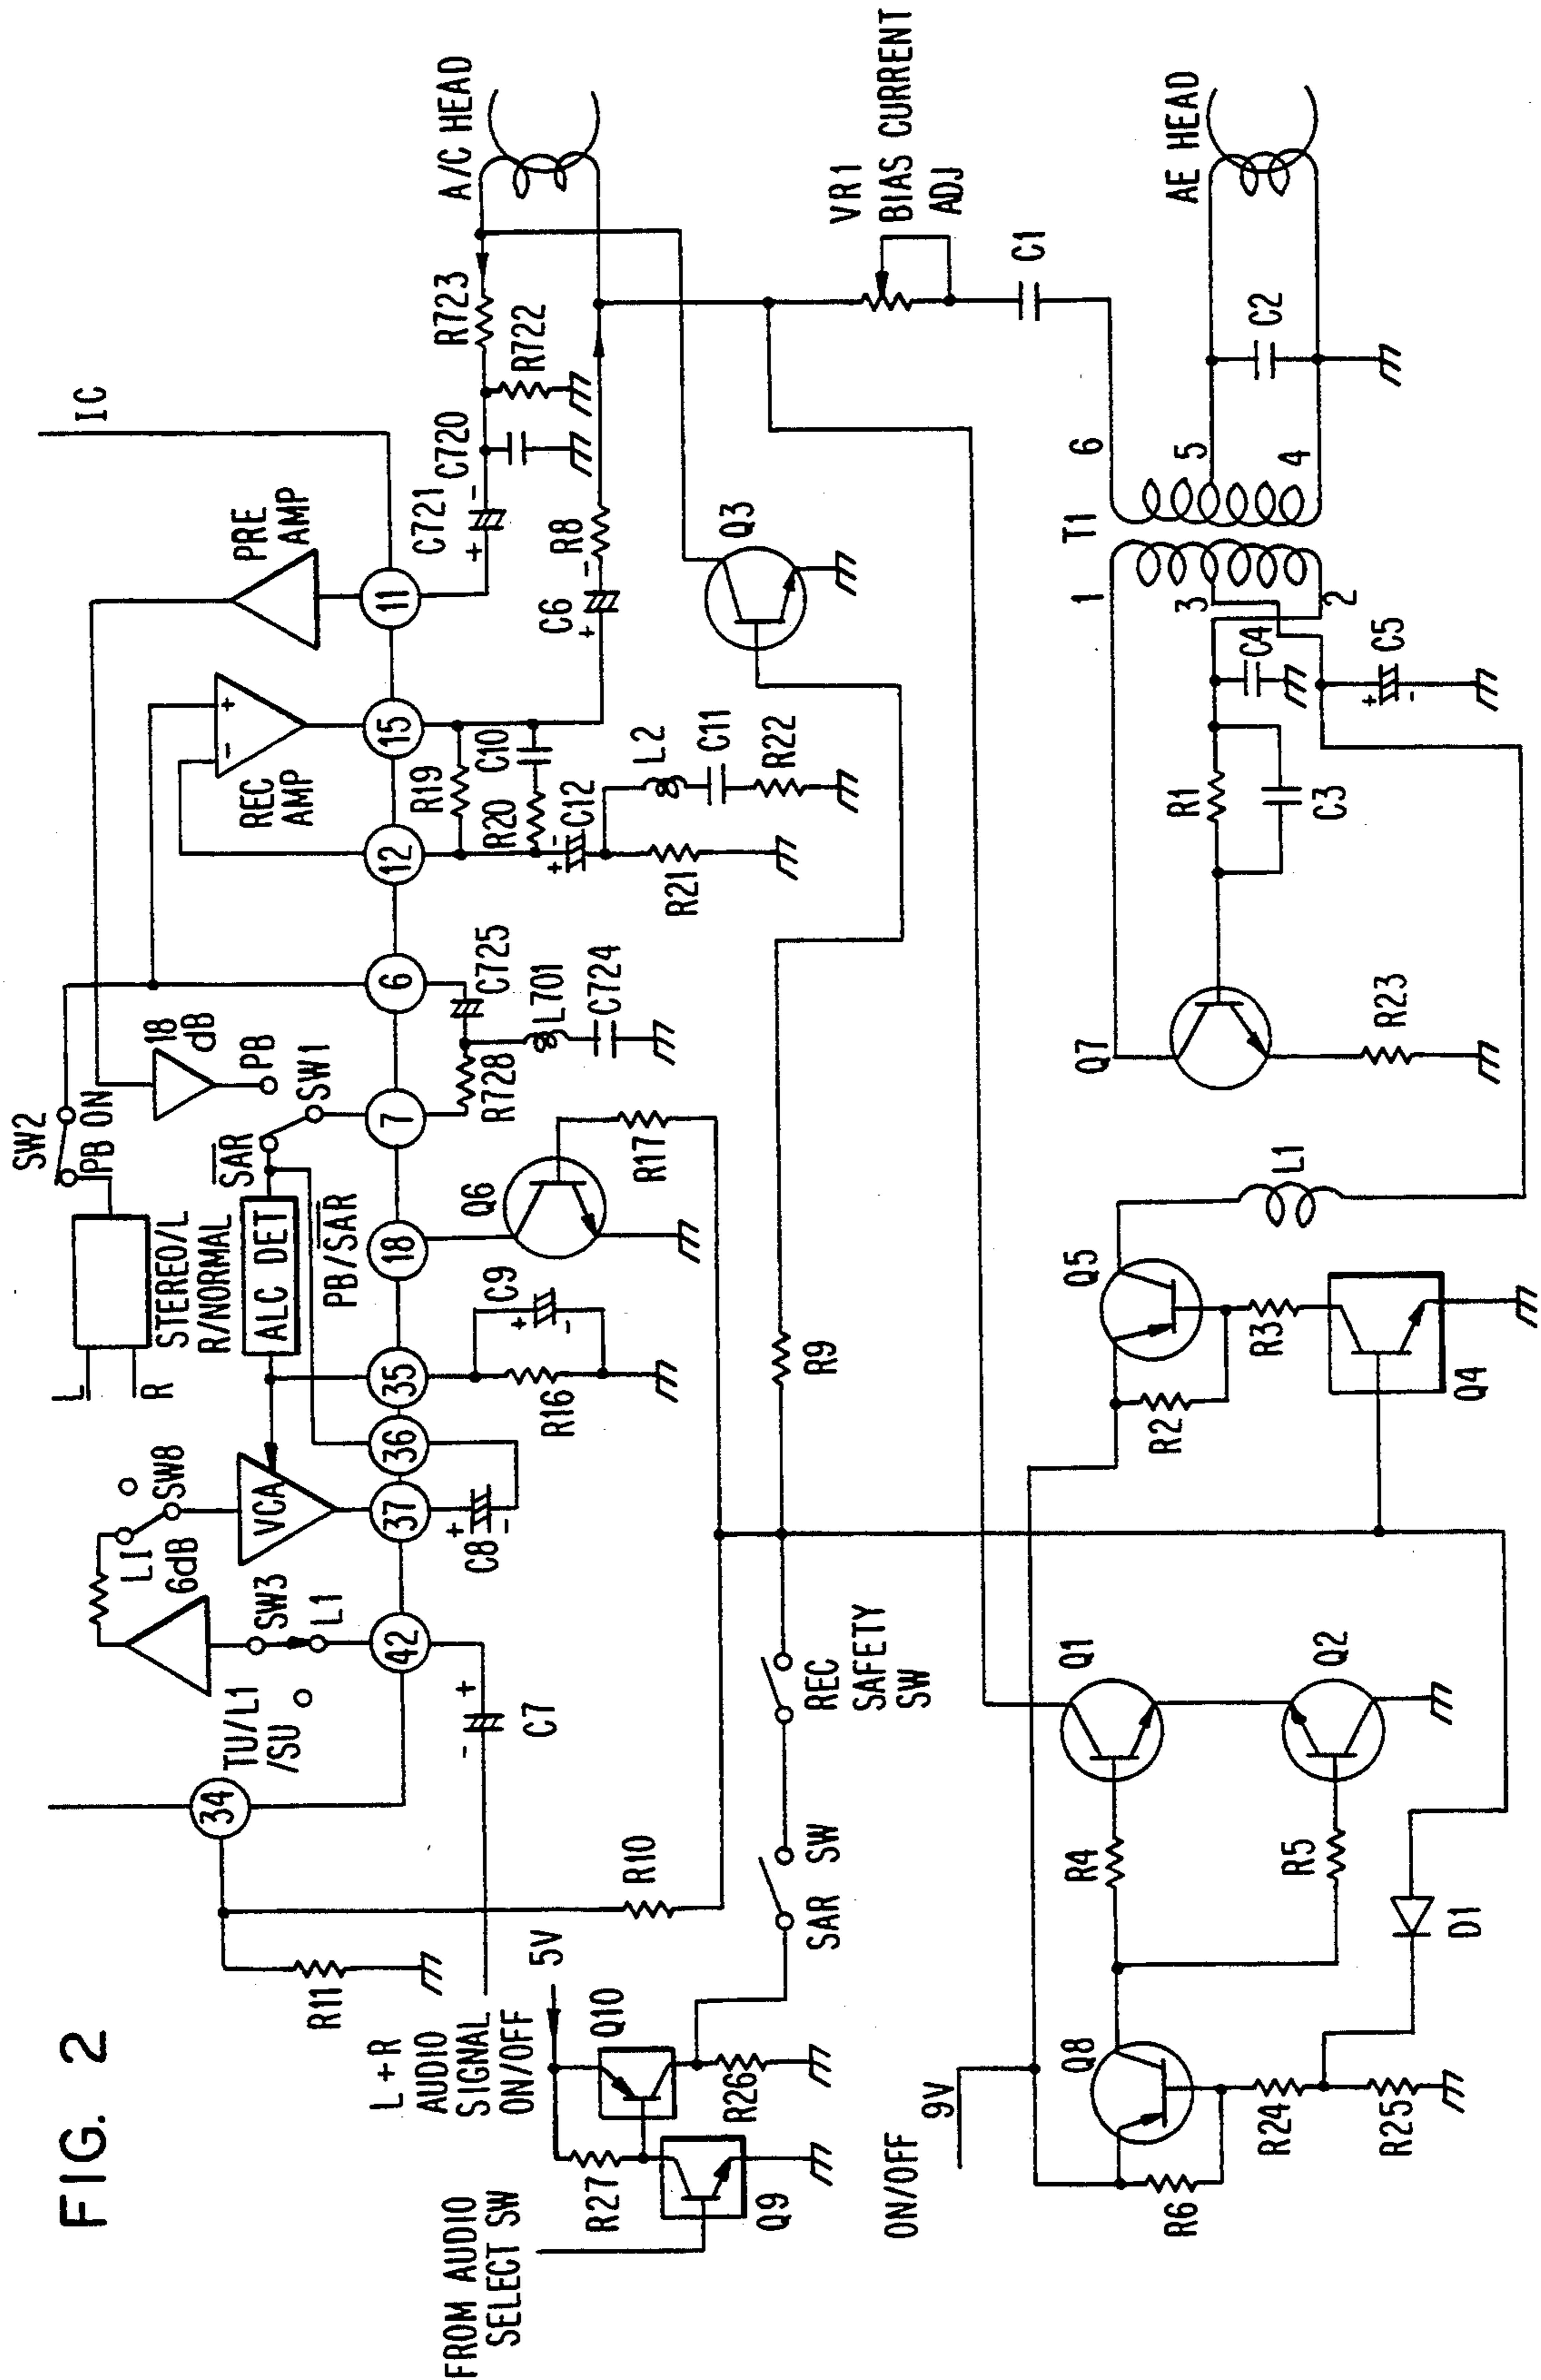 FIG. 2
IC
A/C HEAD
PRE
AMP
REC
AMP
+
-
SW2
PB ON
18
dB
PB
SW1
SAR
STEREO/L
R/NORMAL
L
R
ALC DET
PB/SAR
VCA
SW8
LI
6dB
SW3
L1
TU/L1
/SU
34
42
37
36
35
18
7
6
12
15
11
C721
+
-
C720
R723
R722
C6
+
-
R8
R19
C10
R20
C12
+
-
L2
C11
R22
R21
C725
L701
C724
R728
Q6
R17
C9
+
-
R16
C8
+
-
C7
-
+
R10
R11
L+R
AUDIO
SIGNAL
ON/OFF
5V
Q10
R26
R27
Q9
FROM AUDIO
SELECT SW
SAR SW
REC
SAFETY
SW
R9
Q3
VR1
BIAS CURRENT
ADJ
C1
AE HEAD
C2
T1
1
3
2
6
5
4
C4
C5
+
-
R1
C3
Q7
R23
L1
Q5
R3
R2
Q4
Q1
Q2
R4
R5
D1
Q8
R24
R25
R6
9V
ON/OFF